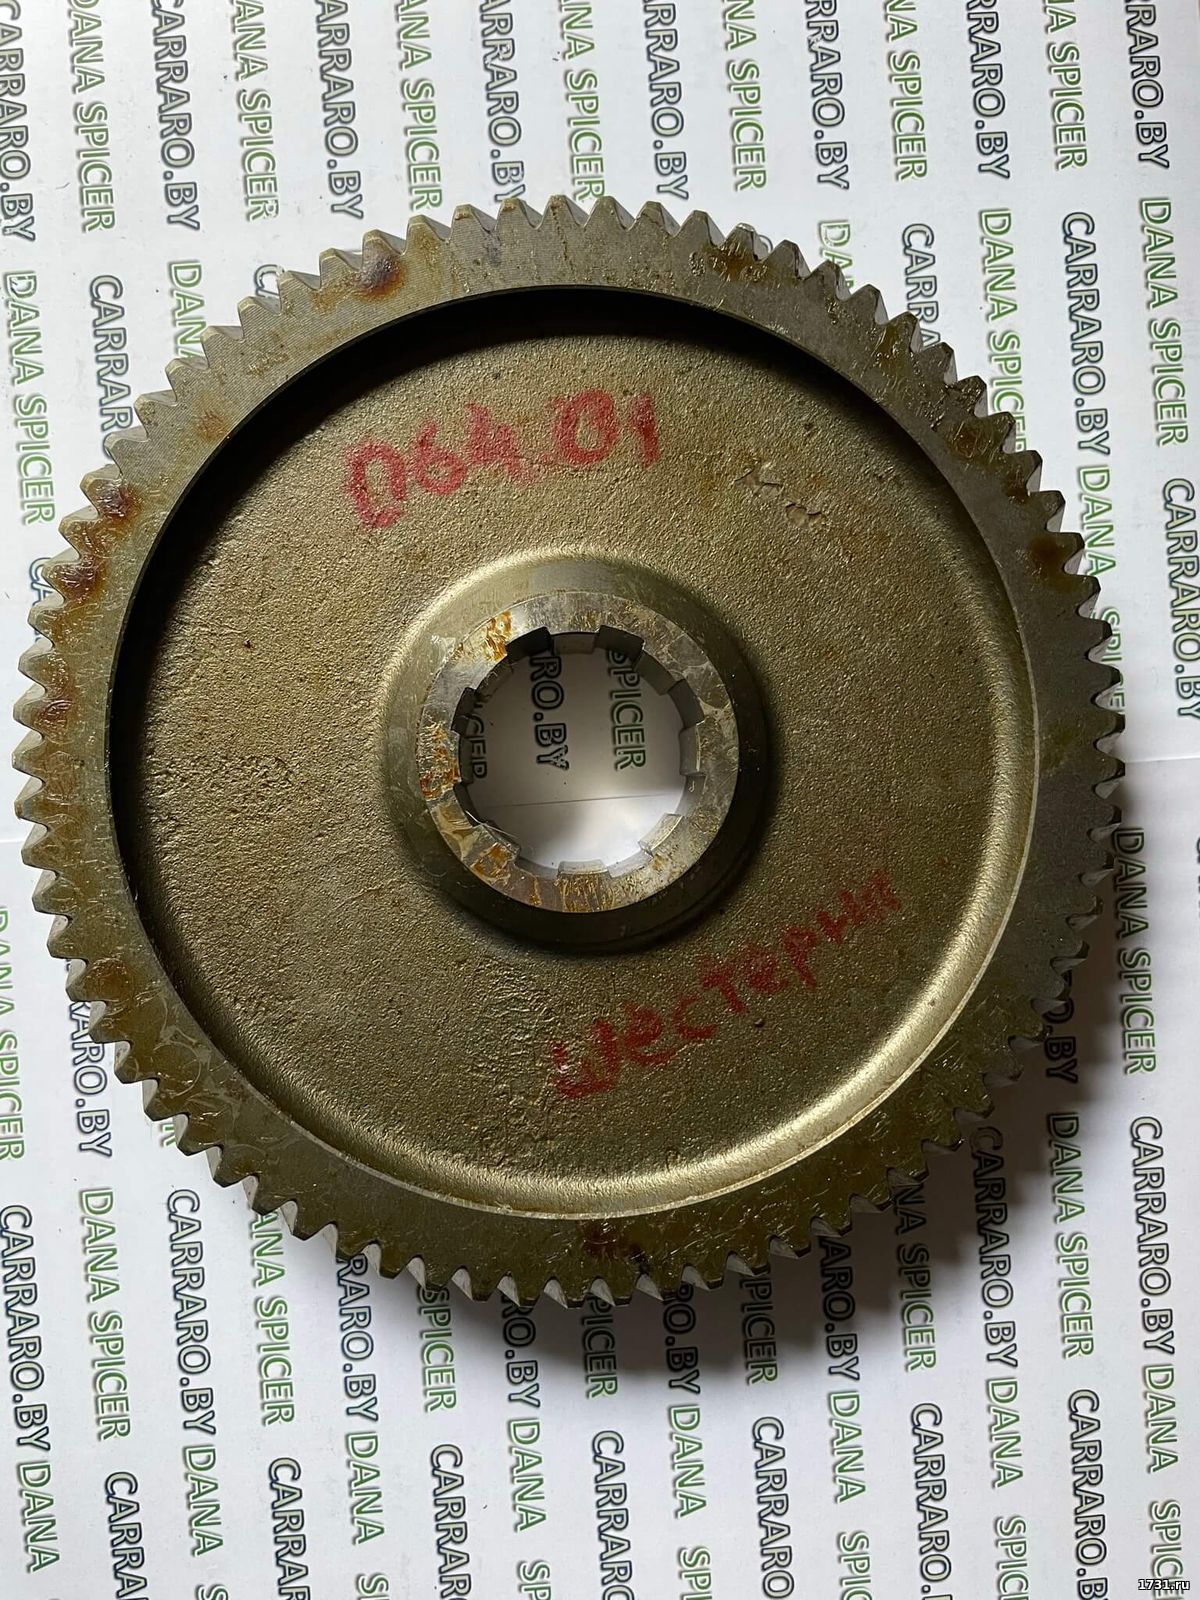 064.01
шестерня
CARRARO.BY DANA SPICER
1731.ru